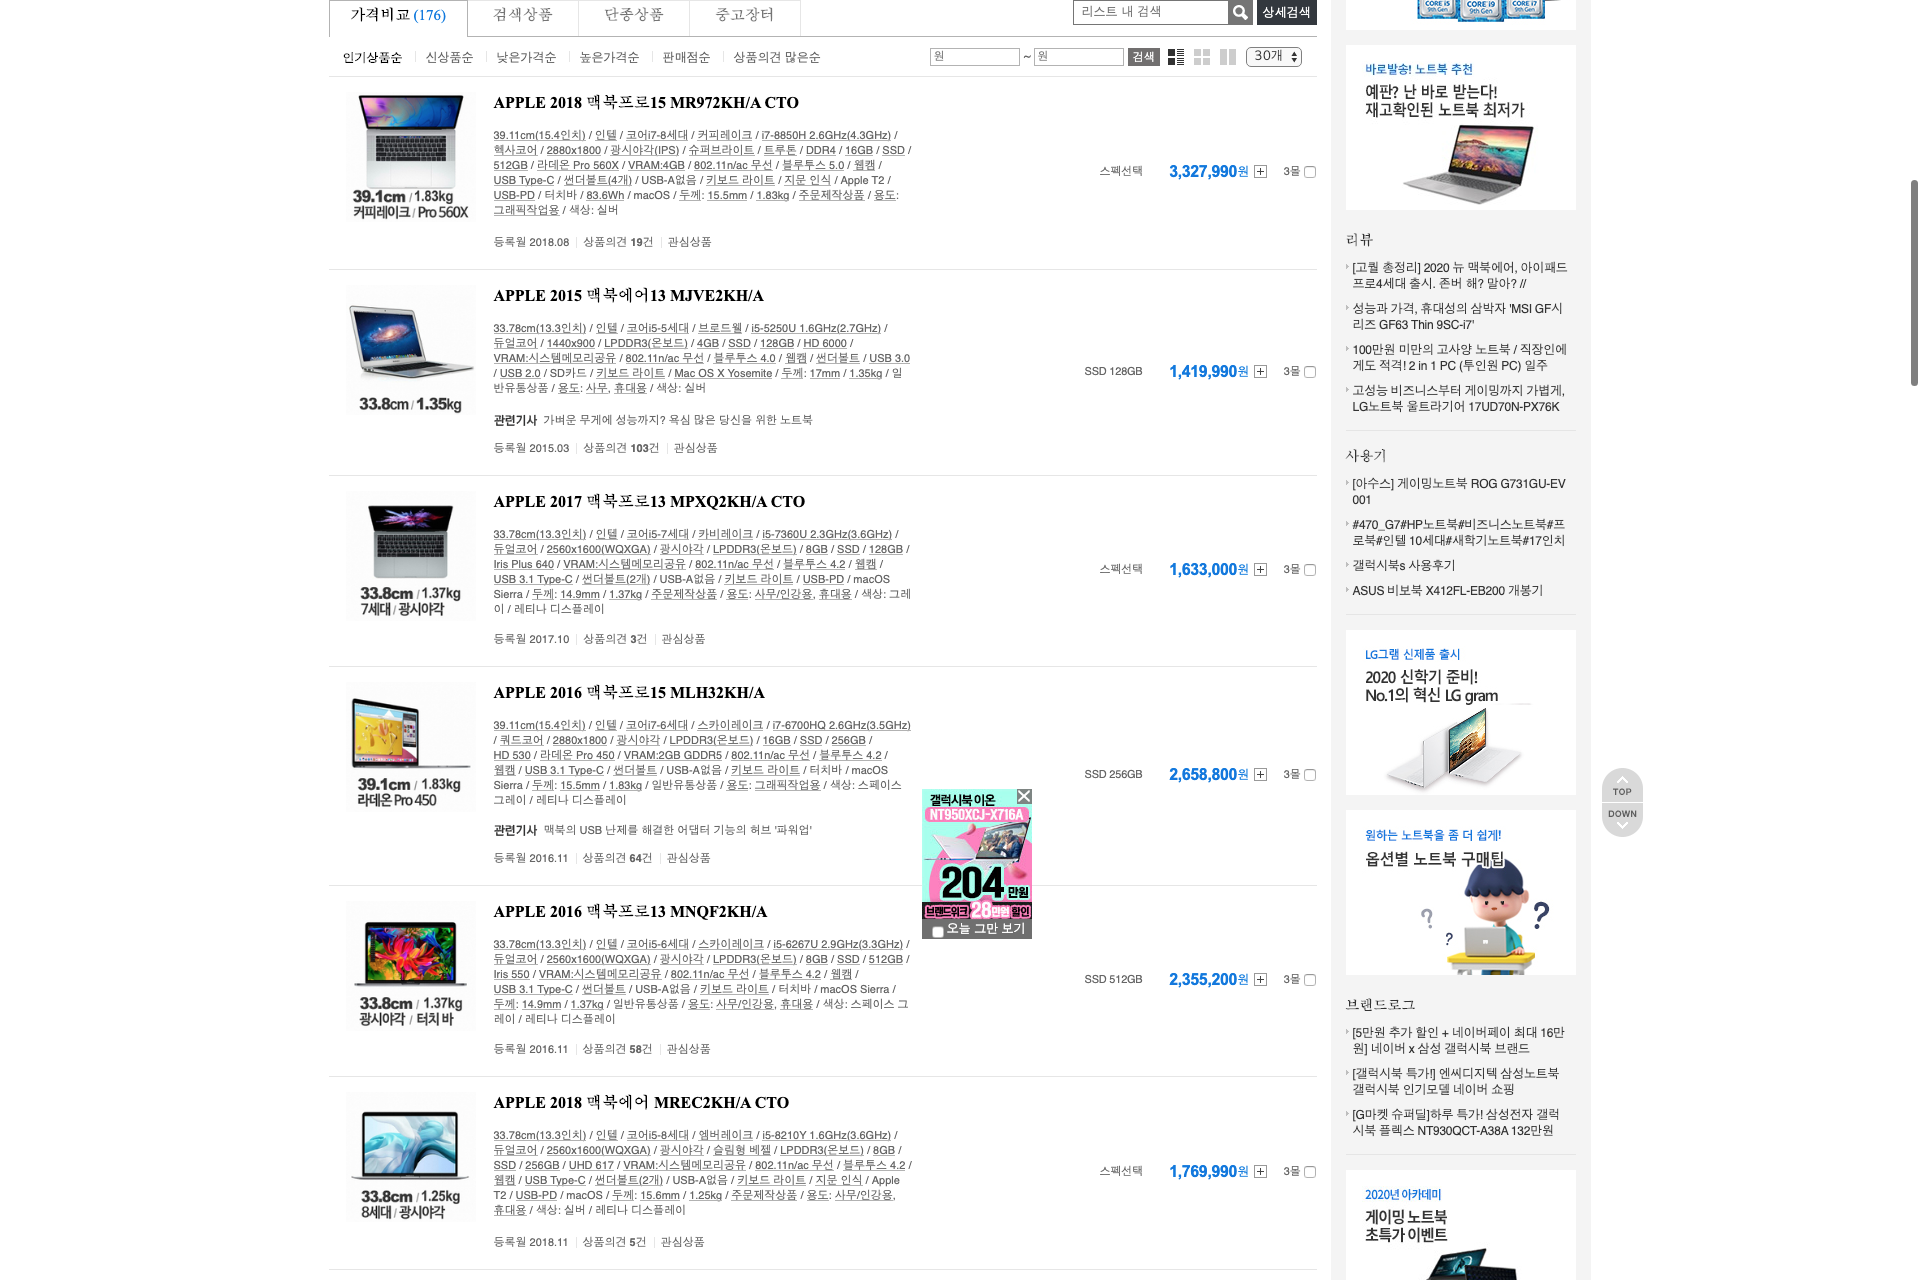 가격비교 (176)
검색상품
단종상품
중고장터
리스트 내 검색
상세검색
인기상품순
신상품순
낮은가격순
높은가격순
판매점순
상품의견 많은순
원 ~ 원 검색
30개
APPLE 2018 맥북프로15 MR972KH/A CTO
39.11cm(15.4인치) / 인텔 / 코어i7-8세대 / 커피레이크 / i7-8850H 2.6GHz(4.3GHz) /
헥사코어 / 2880x1800 / 광시야각(IPS) / 슈퍼브라이트 / 트루톤 / DDR4 / 16GB / SSD /
512GB / 라데온 Pro 560X / VRAM:4GB / 802.11n/ac 무선 / 블루투스 5.0 / 웹캠 /
USB Type-C / 썬더볼트(4개) / USB-A없음 / 키보드 라이트 / 지문 인식 / Apple T2 /
USB-PD / 터치바 / 83.6Wh / macOS / 두께: 15.5mm / 1.83kg / 주문제작상품 / 용도:
그래픽작업용 / 색상: 실버
39.1cm / 1.83kg
커피레이크 / Pro 560X
스펙선택 3,327,990원 3몰
등록월 2018.08 상품의견 19건 관심상품
APPLE 2015 맥북에어13 MJVE2KH/A
33.78cm(13.3인치) / 인텔 / 코어i5-5세대 / 브로드웰 / i5-5250U 1.6GHz(2.7GHz) /
듀얼코어 / 1440x900 / LPDDR3(온보드) / 4GB / SSD / 128GB / HD 6000 /
VRAM:시스템메모리공유 / 802.11n/ac 무선 / 블루투스 4.0 / 웹캠 / 썬더볼트 / USB 3.0
/ USB 2.0 / SD카드 / 키보드 라이트 / Mac OS X Yosemite / 두께: 17mm / 1.35kg / 일
반유통상품 / 용도: 사무, 휴대용 / 색상: 실버
33.8cm / 1.35kg
SSD 128GB 1,419,990원 3몰
관련기사 가벼운 무게에 성능까지? 욕심 많은 당신을 위한 노트북
등록월 2015.03 상품의견 103건 관심상품
APPLE 2017 맥북프로13 MPXQ2KH/A CTO
33.78cm(13.3인치) / 인텔 / 코어i5-7세대 / 카비레이크 / i5-7360U 2.3GHz(3.6GHz) /
듀얼코어 / 2560x1600(WQXGA) / 광시야각 / LPDDR3(온보드) / 8GB / SSD / 128GB /
Iris Plus 640 / VRAM:시스템메모리공유 / 802.11n/ac 무선 / 블루투스 4.2 / 웹캠 /
USB 3.1 Type-C / 썬더볼트(2개) / USB-A없음 / 키보드 라이트 / USB-PD / macOS
Sierra / 두께: 14.9mm / 1.37kg / 주문제작상품 / 용도: 사무/인강용, 휴대용 / 색상: 그레
이 / 레티나 디스플레이
33.8cm / 1.37kg
7세대 / 광시야각
스펙선택 1,633,000원 3몰
등록월 2017.10 상품의견 3건 관심상품
APPLE 2016 맥북프로15 MLH32KH/A
39.11cm(15.4인치) / 인텔 / 코어i7-6세대 / 스카이레이크 / i7-6700HQ 2.6GHz(3.5GHz)
/ 쿼드코어 / 2880x1800 / 광시야각 / LPDDR3(온보드) / 16GB / SSD / 256GB /
HD 530 / 라데온 Pro 450 / VRAM:2GB GDDR5 / 802.11n/ac 무선 / 블루투스 4.2 /
웹캠 / USB 3.1 Type-C / 썬더볼트 / USB-A없음 / 키보드 라이트 / 터치바 / macOS
Sierra / 두께: 15.5mm / 1.83kg / 일반유통상품 / 용도: 그래픽작업용 / 색상: 스페이스
그레이 / 레티나 디스플레이
39.1cm / 1.83kg
라데온 Pro 450
SSD 256GB 2,658,800원 3몰
관련기사 맥북의 USB 난제를 해결한 어댑터 기능의 허브 '파워업'
등록월 2016.11 상품의견 64건 관심상품
APPLE 2016 맥북프로13 MNQF2KH/A
33.78cm(13.3인치) / 인텔 / 코어i5-6세대 / 스카이레이크 / i5-6267U 2.9GHz(3.3GHz) /
듀얼코어 / 2560x1600(WQXGA) / 광시야각 / LPDDR3(온보드) / 8GB / SSD / 512GB /
Iris 550 / VRAM:시스템메모리공유 / 802.11n/ac 무선 / 블루투스 4.2 / 웹캠 /
USB 3.1 Type-C / 썬더볼트 / USB-A없음 / 키보드 라이트 / 터치바 / macOS Sierra /
두께: 14.9mm / 1.37kg / 일반유통상품 / 용도: 사무/인강용, 휴대용 / 색상: 스페이스 그
레이 / 레티나 디스플레이
33.8cm / 1.37kg
광시야각 / 터치 바
SSD 512GB 2,355,200원 3몰
등록월 2016.11 상품의견 58건 관심상품
APPLE 2018 맥북에어 MREC2KH/A CTO
33.78cm(13.3인치) / 인텔 / 코어i5-8세대 / 엠버레이크 / i5-8210Y 1.6GHz(3.6GHz) /
듀얼코어 / 2560x1600(WQXGA) / 광시야각 / 슬림형 베젤 / LPDDR3(온보드) / 8GB /
SSD / 256GB / UHD 617 / VRAM:시스템메모리공유 / 802.11n/ac 무선 / 블루투스 4.2 /
웹캠 / USB Type-C / 썬더볼트(2개) / USB-A없음 / 키보드 라이트 / 지문 인식 / Apple
T2 / USB-PD / macOS / 두께: 15.6mm / 1.25kg / 주문제작상품 / 용도: 사무/인강용,
휴대용 / 색상: 실버 / 레티나 디스플레이
33.8cm / 1.25kg
8세대 / 광시야각
스펙선택 1,769,990원 3몰
등록월 2018.11 상품의견 5건 관심상품
갤럭시북 이온
NT950XCJ-X716A
204 만원
브랜드위크 28만원 할인
오늘 그만 보기
CORE i5 CORE i9 CORE i7
9th Gen 9th Gen 9th Gen
바로발송! 노트북 추천
예판? 난 바로 받는다!
재고확인된 노트북 최저가
리뷰
[고퀄 총정리] 2020 뉴 맥북에어, 아이패드
프로4세대 출시. 존버 해? 말아? //
성능과 가격, 휴대성의 삼박자 'MSI GF시
리즈 GF63 Thin 9SC-i7'
100만원 미만의 고사양 노트북 / 직장인에
게도 적격! 2 in 1 PC (투인원 PC) 일주
고성능 비즈니스부터 게이밍까지 가볍게,
LG노트북 울트라기어 17UD70N-PX76K
사용기
[아수스] 게이밍노트북 ROG G731GU-EV
001
#470_G7#HP노트북#비즈니스노트북#프
로북#인텔 10세대#새학기노트북#17인치
갤럭시북s 사용후기
ASUS 비보북 X412FL-EB200 개봉기
LG그램 신제품 출시
2020 신학기 준비!
No.1의 혁신 LG gram
원하는 노트북을 좀 더 쉽게!
옵션별 노트북 구매팁
브랜드로그
[5만원 추가 할인 + 네이버페이 최대 16만
원] 네이버 x 삼성 갤럭시북 브랜드
[갤럭시북 특가!] 엔씨디지텍 삼성노트북
갤럭시북 인기모델 네이버 쇼핑
[G마켓 슈퍼딜]하루 특가! 삼성전자 갤럭
시북 플렉스 NT930QCT-A38A 132만원
2020년 아카데미
게이밍 노트북
초특가 이벤트
TOP
DOWN